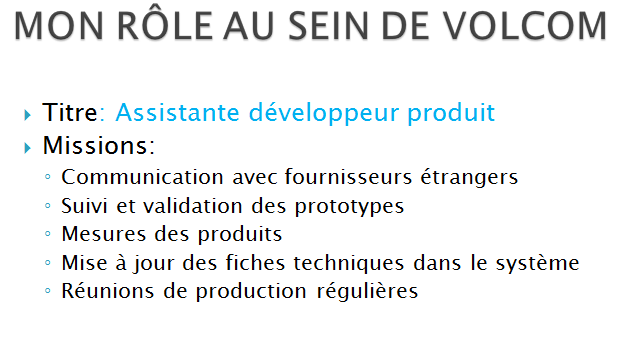 MON RÔLE AU SEIN DE VOLCOM
Titre: Assistante développeur produit
Missions:
Communication avec fournisseurs étrangers
Suivi et validation des prototypes
Mesures des produits
Mise à jour des fiches techniques dans le système
Réunions de production régulières